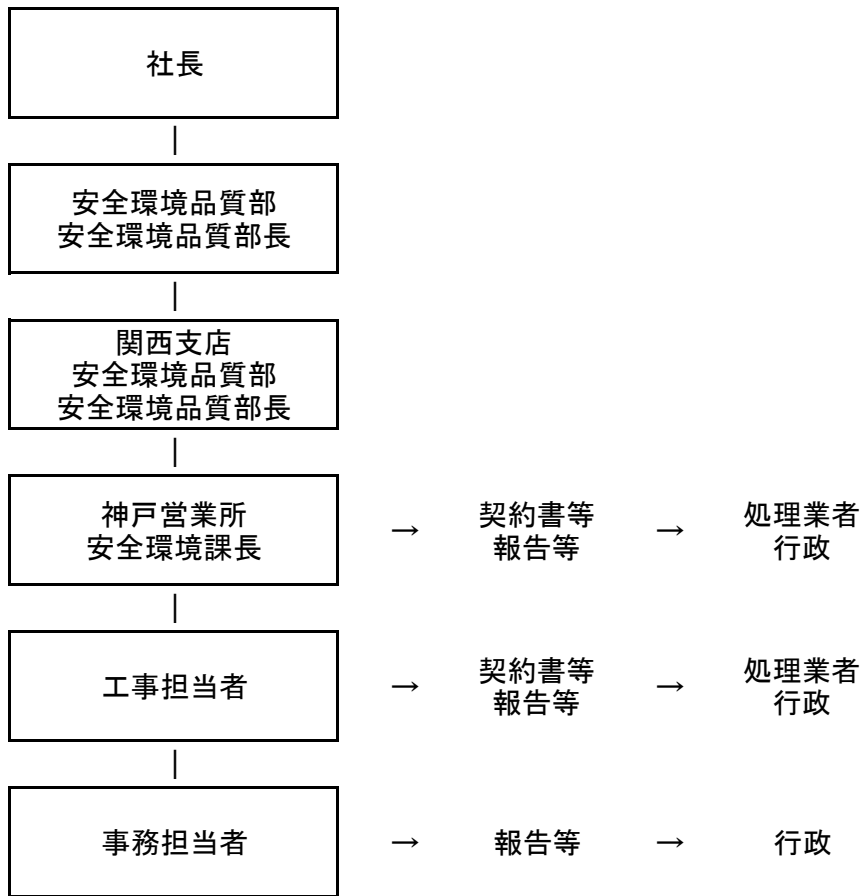 社長
安全環境品質部
安全環境品質部長
関西支店
安全環境品質部
安全環境品質部長
神戸営業所
安全環境課長
→ 契約書等 → 処理業者
報告等 行政
工事担当者 → 契約書等 → 処理業者
報告等 行政
事務担当者 → 報告等 → 行政